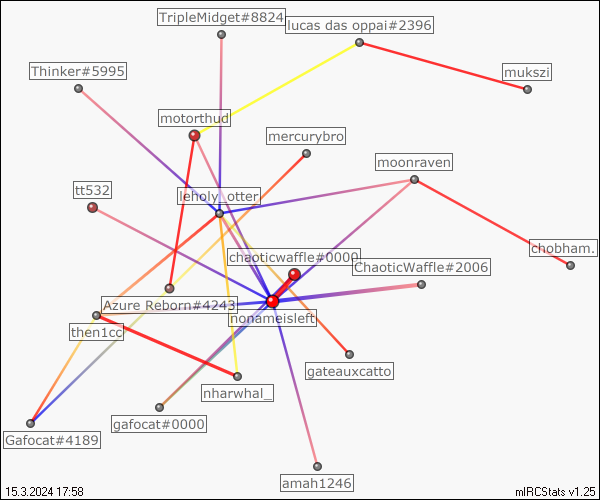 TripleMidget#8824
lucas das oppai#2396
Thinker#5995
mukszi
motorthud
mercurybro
moonraven
tt532
leholy_otter
chobham.
chaoticwaffle#0000
ChaoticWaffle#2006
Azure Reborn#4243
nonameisleft
then1cc
gateauxcatto
nharwhal_
gafocat#0000
Gafocat#4189
amah1246
15.3.2024 17:58
mIRCStats v1.25